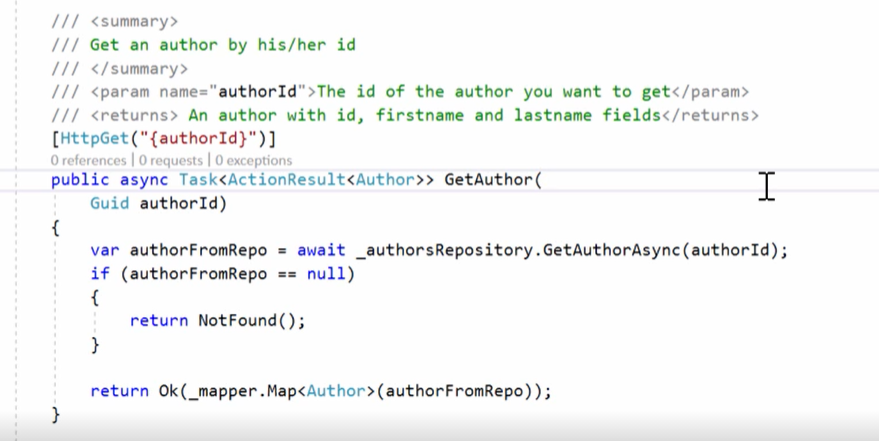 /// <summary>
/// Get an author by his/her id
/// </summary>
/// <param name="authorId">The id of the author you want to get</param>
/// <returns> An author with id, firstname and lastname fields</returns>
[HttpGet("{authorId}")]
0 references | 0 requests | 0 exceptions
public async Task<ActionResult<Author>> GetAuthor(
    Guid authorId)
{
    var authorFromRepo = await _authorsRepository.GetAuthorAsync(authorId);
    if (authorFromRepo == null)
    {
        return NotFound();
    }

    return Ok(_mapper.Map<Author>(authorFromRepo));
}